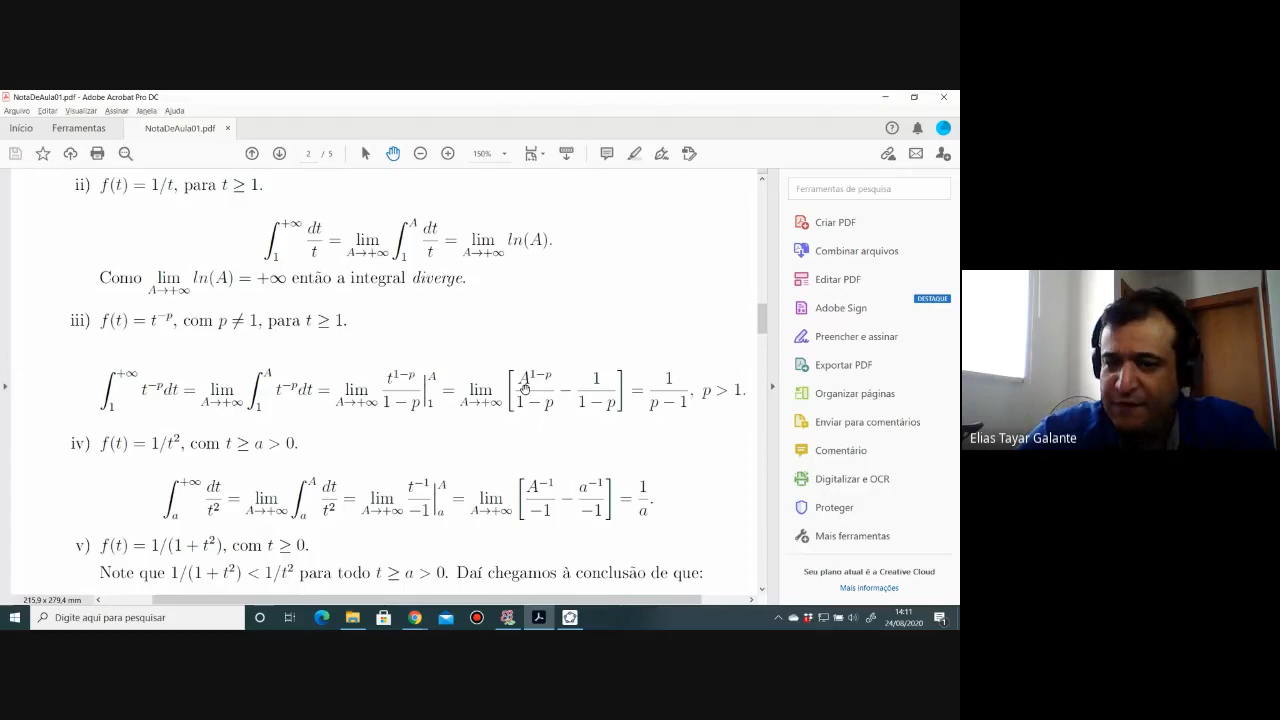 NotaDeAula01.pdf - Adobe Acrobat Pro DC
Arquivo Editar Visualizar Assinar Janela Ajuda
Início Ferramentas NotaDeAula01.pdf ×
2 / 5 150%
ii) f(t) = 1/t, para t ≥ 1.
∫_1^{+∞} dt/t = lim_{A→+∞} ∫_1^A dt/t = lim_{A→+∞} ln(A).
Como lim_{A→+∞} ln(A) = +∞ então a integral diverge.
iii) f(t) = t^{-p}, com p ≠ 1, para t ≥ 1.
∫_1^{+∞} t^{-p}dt = lim_{A→+∞} ∫_1^A t^{-p}dt = lim_{A→+∞} t^{1-p}/(1-p) |_1^A = lim_{A→+∞} [A^{1-p}/(1-p) − 1/(1-p)] = 1/(p-1), p > 1.
iv) f(t) = 1/t², com t ≥ a > 0.
∫_a^{+∞} dt/t² = lim_{A→+∞} ∫_a^A dt/t² = lim_{A→+∞} t^{-1}/-1 |_a^A = lim_{A→+∞} [A^{-1}/-1 − a^{-1}/-1] = 1/a.
v) f(t) = 1/(1 + t²), com t ≥ 0.
Note que 1/(1 + t²) < 1/t² para todo t ≥ a > 0. Daí chegamos à conclusão de que:
215,9 x 279,4 mm
Ferramentas de pesquisa
Criar PDF
Combinar arquivos
Editar PDF
DESTAQUE
Adobe Sign
Preencher e assinar
Exportar PDF
Organizar páginas
Enviar para comentários
Comentário
Digitalizar e OCR
Proteger
Mais ferramentas
Seu plano atual é a Creative Cloud
Mais informações
Elias Tayar Galante
Digite aqui para pesquisar
14:11
24/08/2020